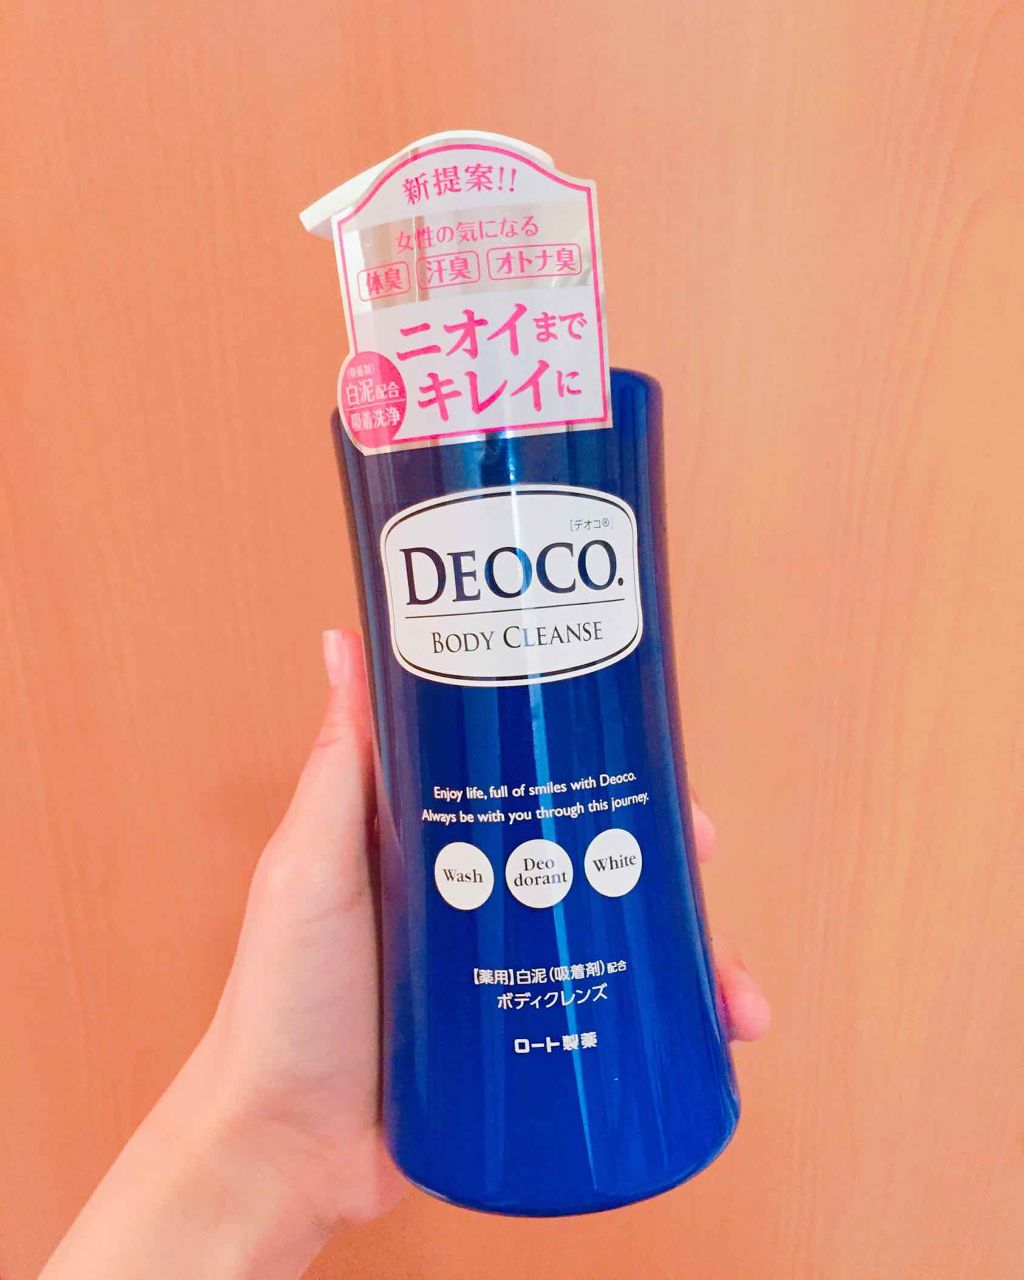 新提案!!
女性の気になる
体臭 汗臭 オトナ臭
ニオイまで
キレイに
(吸着剤)
白泥配合
吸着洗浄
[デオコ®]
DEOCO.
BODY CLEANSE
Enjoy life, full of smiles with Deoco.
Always be with you through this journey.
Wash
Deo
dorant
White
【薬用】白泥(吸着剤)配合
ボディクレンズ
ロート製薬